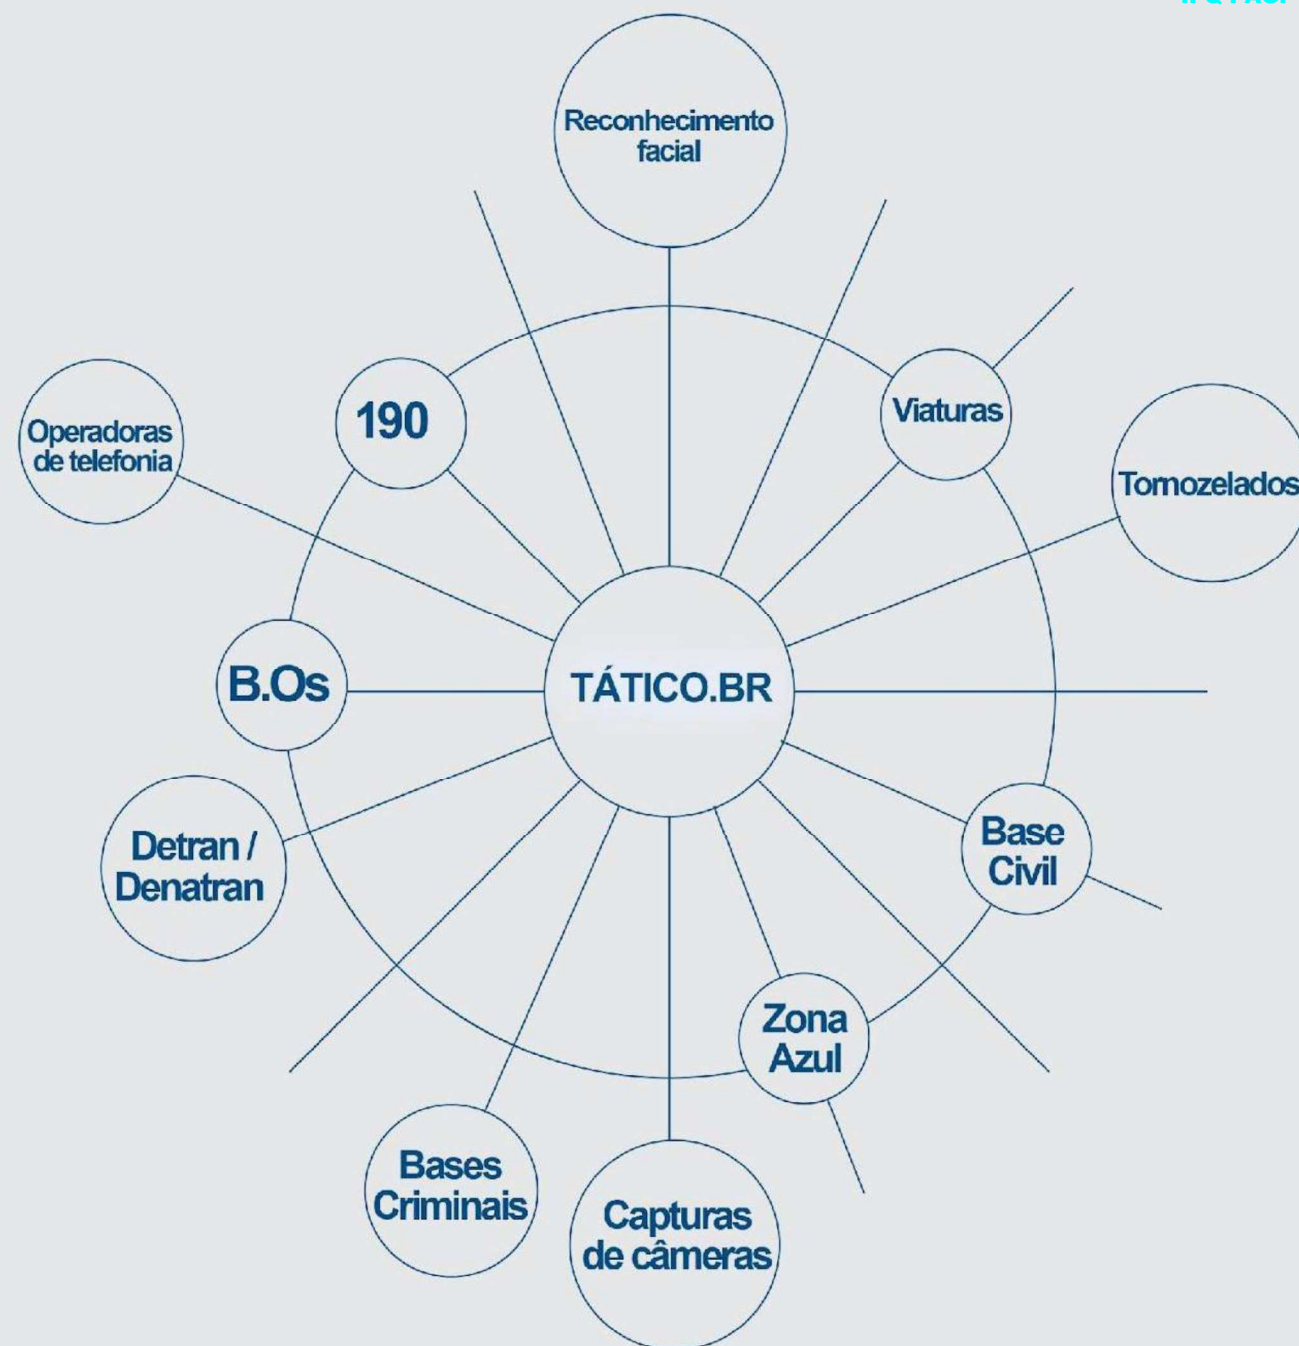 Reconhecimento
facial
190
Viaturas
Operadoras
de telefonia
Tornozelados
B.Os
TÁTICO.BR
Detran /
Denatran
Base
Civil
Zona
Azul
Bases
Criminais
Capturas
de câmeras